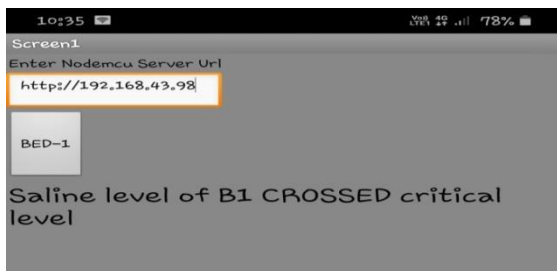 10:35 78%
Screen1
Enter Nodemcu Server Url
http://192.168.43.98
BED-1
Saline level of B1 CROSSED critical
level